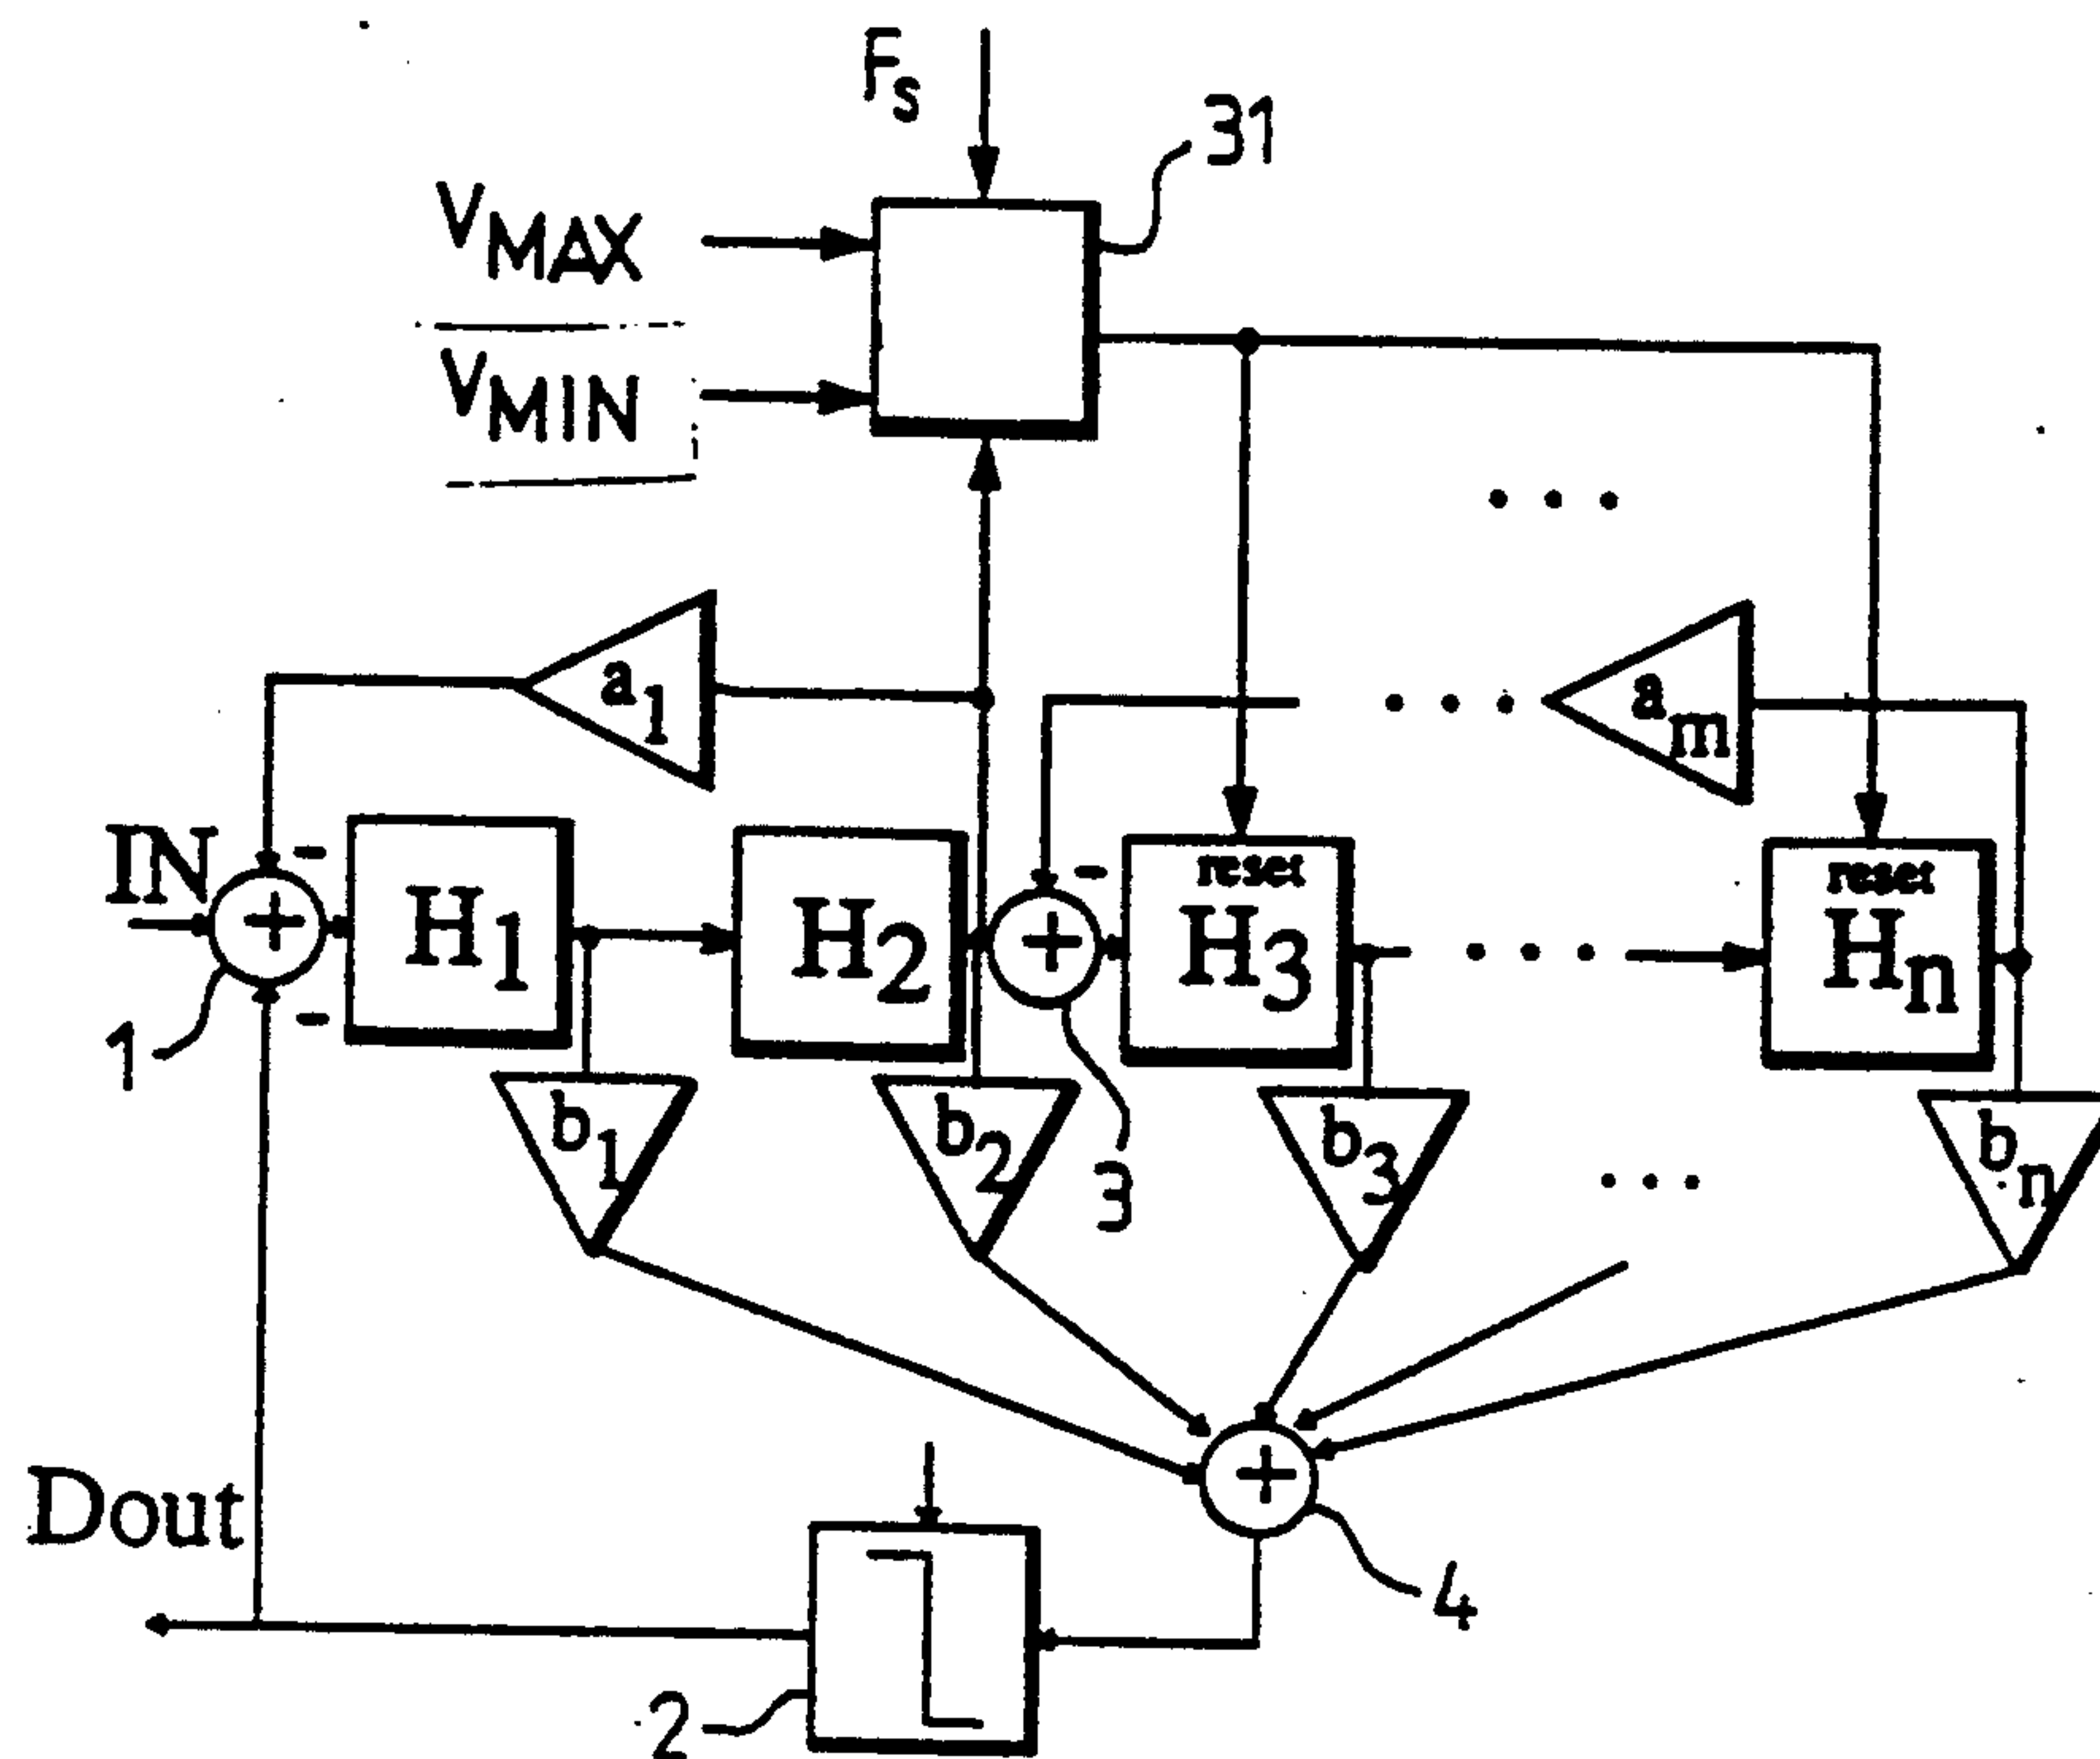 Fs
31
VMAX
VMIN
a1
am
IN
- 
H1
H2
-
reset
H3
reset
Hn
-
1
b1
b2
b3
bn
3
Dout
4
2